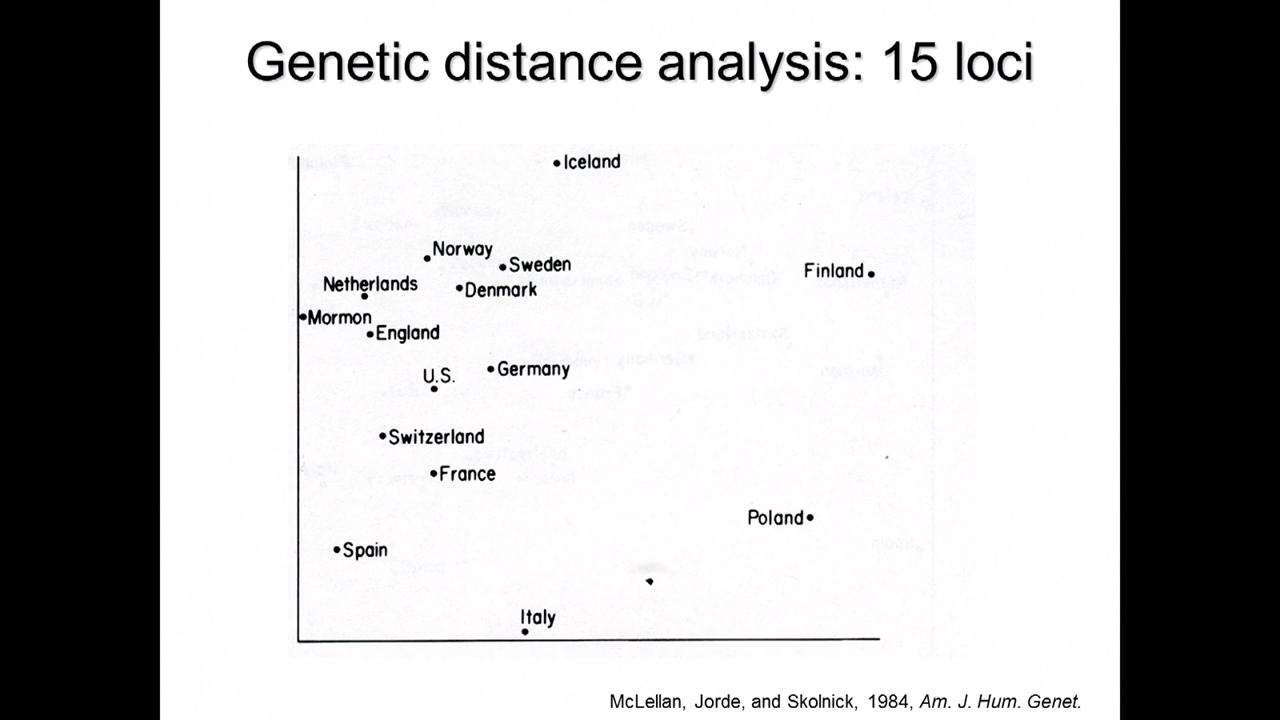 Genetic distance analysis: 15 loci
Iceland
Norway
Sweden
Finland
Netherlands
Denmark
Mormon
England
U.S.
Germany
Switzerland
France
Poland
Spain
Italy
McLellan, Jorde, and Skolnick, 1984, Am. J. Hum. Genet.